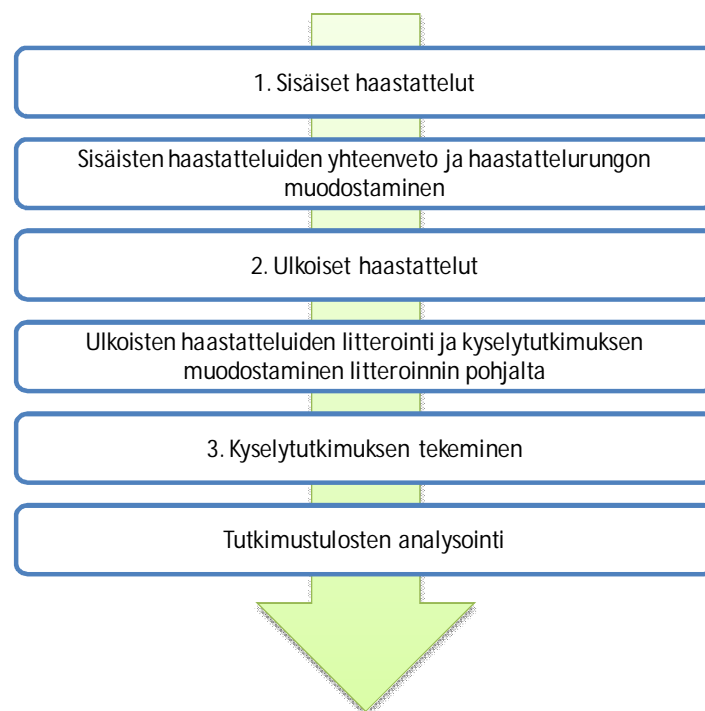 1. Sisäiset haastattelut
Sisäisten haastatteluiden yhteenveto ja haastattelurungon
muodostaminen
2. Ulkoiset haastattelut
Ulkoisten haastatteluiden litterointi ja kyselytutkimuksen
muodostaminen litteroinnin pohjalta
3. Kyselytutkimuksen tekeminen
Tutkimustulosten analysointi